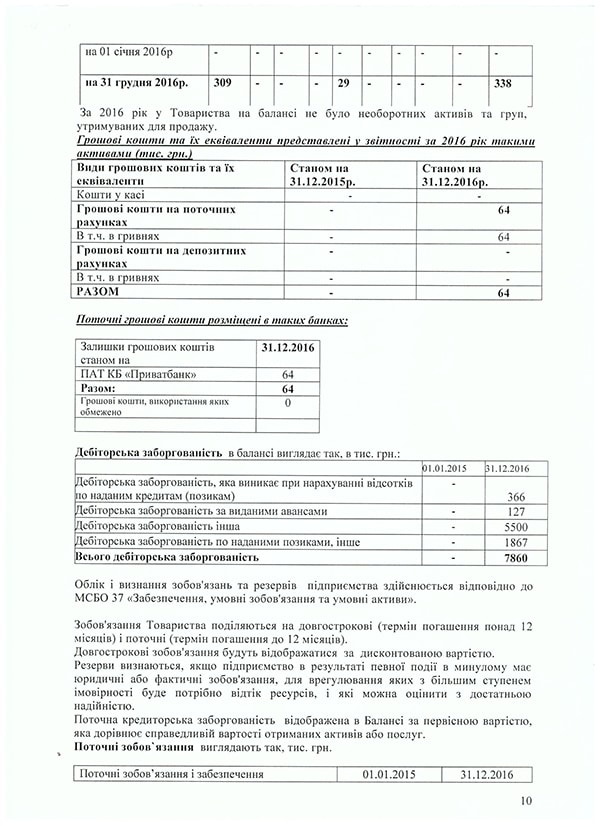 на 01 січня 2016р - - - - - - - - - -
на 31 грудня 2016р. 309 - - - 29 - - - - 338
За 2016 рік у Товариства на балансі не було необоротних активів та груп,
утримуваних для продажу.
Грошові кошти та їх еквіваленти представлені у звітності за 2016 рік такими
активами (тис. грн.)
Види грошових коштів та їх еквіваленти Станом на 31.12.2015р. Станом на 31.12.2016р.
Кошти у касі - -
Грошові кошти на поточних рахунках - 64
В т.ч. в гривнях - 64
Грошові кошти на депозитних рахунках - -
В т.ч. в гривнях - -
РАЗОМ - 64
Поточні грошові кошти розміщені в таких банках:
Залишки грошових коштів станом на 31.12.2016
ПАТ КБ «Приватбанк» 64
Разом: 64
Грошові кошти, використання яких обмежено 0
Дебіторська заборгованість в балансі виглядає так, в тис. грн.:
01.01.2015 31.12.2016
Дебіторська заборгованість, яка виникає при нарахуванні відсотків
по наданим кредитам (позикам) - 366
Дебіторська заборгованість за виданими авансами - 127
Дебіторська заборгованість інша - 5500
Дебіторська заборгованість по наданими позиками, інше - 1867
Всього дебіторська заборгованість - 7860
Облік і визнання зобов'язань та резервів підприємства здійснюється відповідно до
МСБО 37 «Забезпечення, умовні зобов'язання та умовні активи».
Зобов'язання Товариства поділяються на довгострокові (термін погашення понад 12
місяців) і поточні (термін погашення до 12 місяців).
Довгострокові зобов'язання будуть відображатися за дисконтованою вартістю.
Резерви визнаються, якщо підприємство в результаті певної події в минулому має
юридичні або фактичні зобов'язання, для врегулювання яких з більшим ступенем
імовірності буде потрібно відтік ресурсів, і які можна оцінити з достатньою
надійністю.
Поточна кредиторська заборгованість відображена в Балансі за первісною вартістю,
яка дорівнює справедливій вартості отриманих активів або послуг.
Поточні зобов`язання виглядають так, тис. грн.
Поточні зобов’язання і забезпечення 01.01.2015 31.12.2016
10